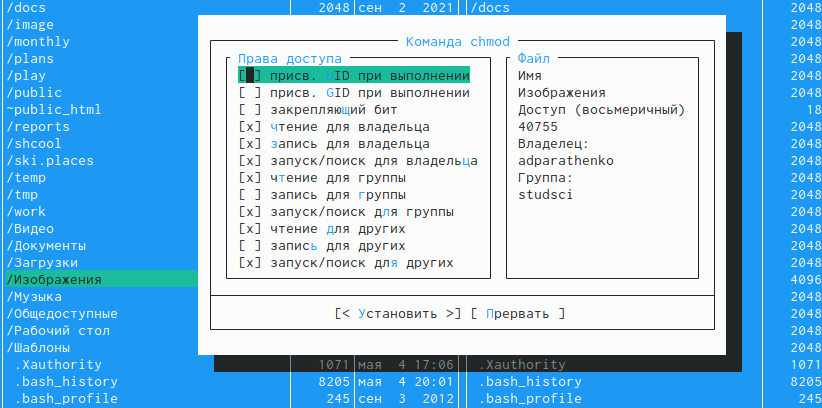 /docs 2048 сен 2 2021 /docs 2048
/image 2048
/monthly 2048
/plans 2048
/play 2048
/public 2048
~public_html 18
/reports 2048
/shcool 2048
/ski.places 2048
/temp 2048
/tmp 2048
/work 2048
/Видео 2048
/Документы 2048
/Загрузки 2048
/Изображения 4096
/Музыка 2048
/Общедоступные 2048
/Рабочий стол 2048
/Шаблоны 2048
Команда chmod
Права доступа
[ ] присв. UID при выполнении
[ ] присв. GID при выполнении
[ ] закрепляющий бит
[x] чтение для владельца
[x] запись для владельца
[x] запуск/поиск для владельца
[x] чтение для группы
[ ] запись для группы
[x] запуск/поиск для группы
[x] чтение для других
[ ] запись для других
[x] запуск/поиск для других
Файл
Имя
Изображения
Доступ (восьмеричный)
40755
Владелец:
adparathenko
Группа:
studsci
[< Установить >] [ Прервать ]
.Xauthority 1071 мая 4 17:06 .Xauthority 1071
.bash_history 8205 мая 4 20:01 .bash_history 8205
.bash_profile 245 сен 3 2012 .bash_profile 245